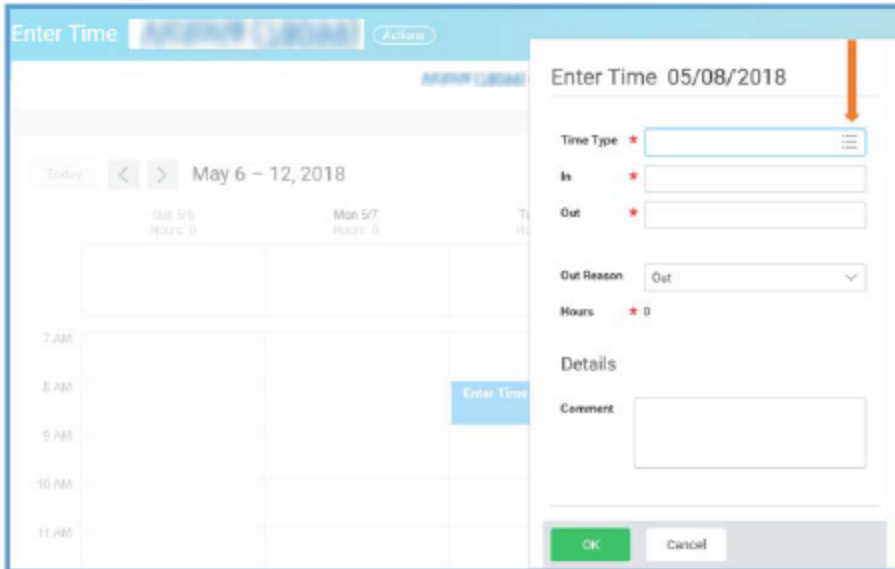 Enter Time
Actions
Today
May 6 – 12, 2018
Sun 5/6
Hours: 0
Mon 5/7
Hours: 0
7 AM
8 AM
Enter Time
9 AM
10 AM
11 AM
Enter Time 05/08/2018
Time Type *
In *
Out *
Out Reason Out
Hours * 0
Details
Comment
OK Cancel